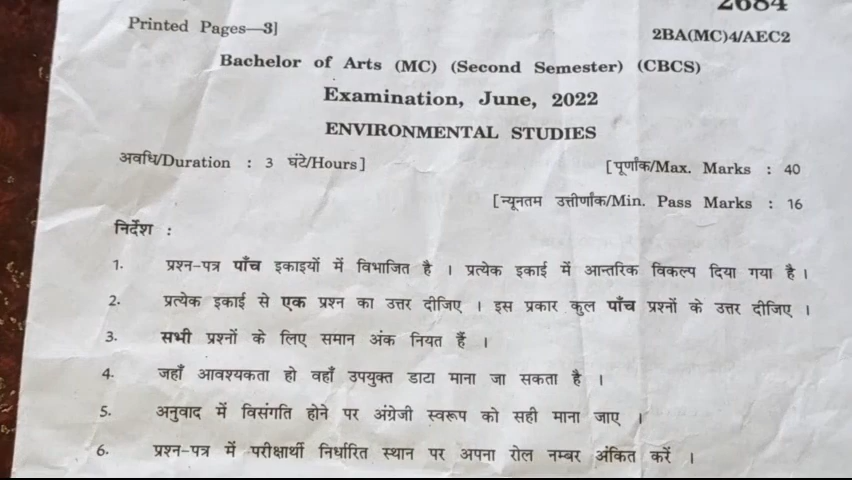 2684
Printed Pages—3]
2BA(MC)4/AEC2
Bachelor of Arts (MC) (Second Semester) (CBCS)
Examination, June, 2022
ENVIRONMENTAL STUDIES
अवधि/Duration : 3 घंटे/Hours]
[पूर्णांक/Max. Marks : 40
[न्यूनतम उत्तीर्णांक/Min. Pass Marks : 16
निर्देश :
1. प्रश्न-पत्र पाँच इकाइयों में विभाजित है । प्रत्येक इकाई में आन्तरिक विकल्प दिया गया है ।
2. प्रत्येक इकाई से एक प्रश्न का उत्तर दीजिए । इस प्रकार कुल पाँच प्रश्नों के उत्तर दीजिए ।
3. सभी प्रश्नों के लिए समान अंक नियत हैं ।
4. जहाँ आवश्यकता हो वहाँ उपयुक्त डाटा माना जा सकता है ।
5. अनुवाद में विसंगति होने पर अंग्रेजी स्वरूप को सही माना जाए ।
6. प्रश्न-पत्र में परीक्षार्थी निर्धारित स्थान पर अपना रोल नम्बर अंकित करें ।